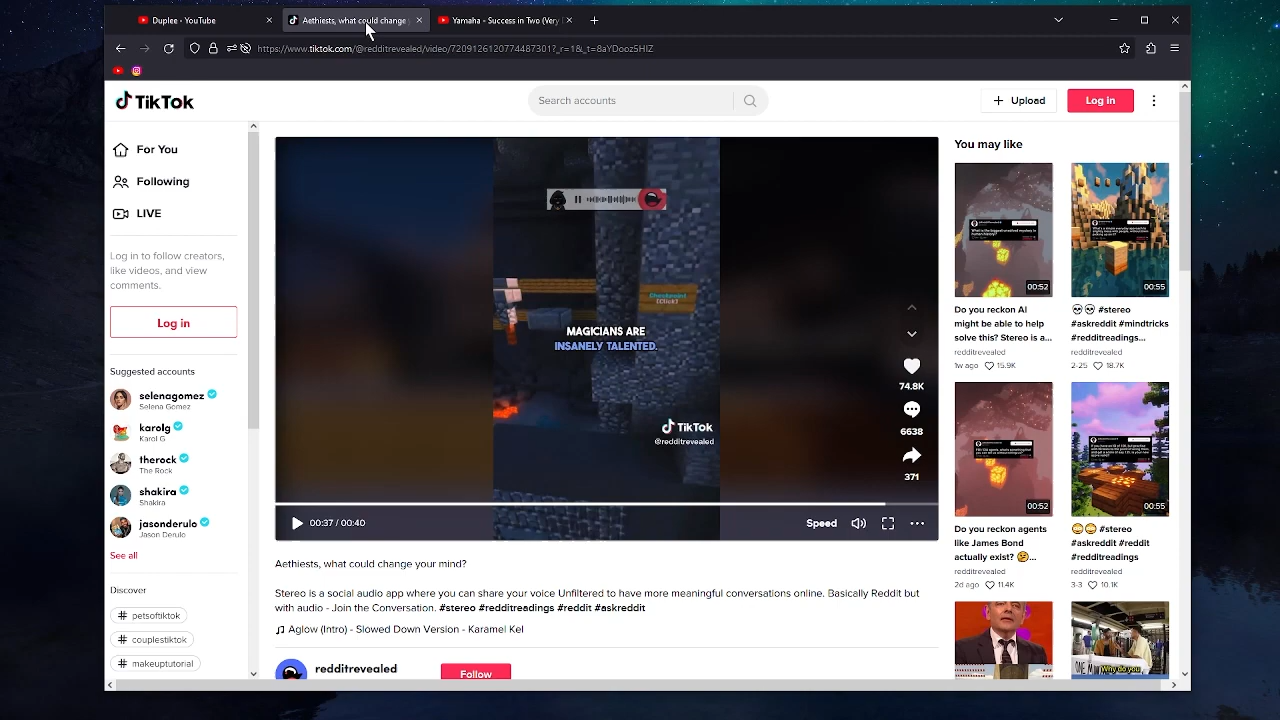 Duplee - YouTube
Aethiests, what could change
Yamaha - Success in Two (Very
https://www.tiktok.com/@redditrevealed/video/7209126120774487301?_r=1&_t=8aYDooz5HIZ
TikTok
Search accounts
Upload
Log in
For You
Following
LIVE
Log in to follow creators,
like videos, and view
comments.
Log in
Suggested accounts
selenagomez
Selena Gomez
karolg
Karol G
therock
The Rock
shakira
Shakira
jasonderulo
Jason Derulo
See all
Discover
# petsoftiktok
# couplestiktok
# makeuptutorial
[Click]
MAGICIANS ARE
INSANELY TALENTED.
TikTok
@redditrevealed
74.8K
6638
371
00:37 / 00:40
Speed
Aethiests, what could change your mind?
Stereo is a social audio app where you can share your voice Unfiltered to have more meaningful conversations online. Basically ReddIt but
with audio - Join the Conversation. #stereo #redditreadings #reddit #askreddit
Aglow (Intro) - Slowed Down Version - Karamel Kel
redditrevealed
Follow
You may like
00:52
Do you reckon AI
might be able to help
solve this? Stereo is a...
redditrevealed
1w ago 15.9K
00:55
💀💀 #stereo
#askreddit #mindtricks
#redditreadings...
redditrevealed
2-25 18.7K
00:52
Do you reckon agents
like James Bond
actually exist? 🤔...
redditrevealed
2d ago 11.4K
00:55
#stereo
#askreddit #reddit
#redditreadings
redditrevealed
3-3 10.1K
Why do you